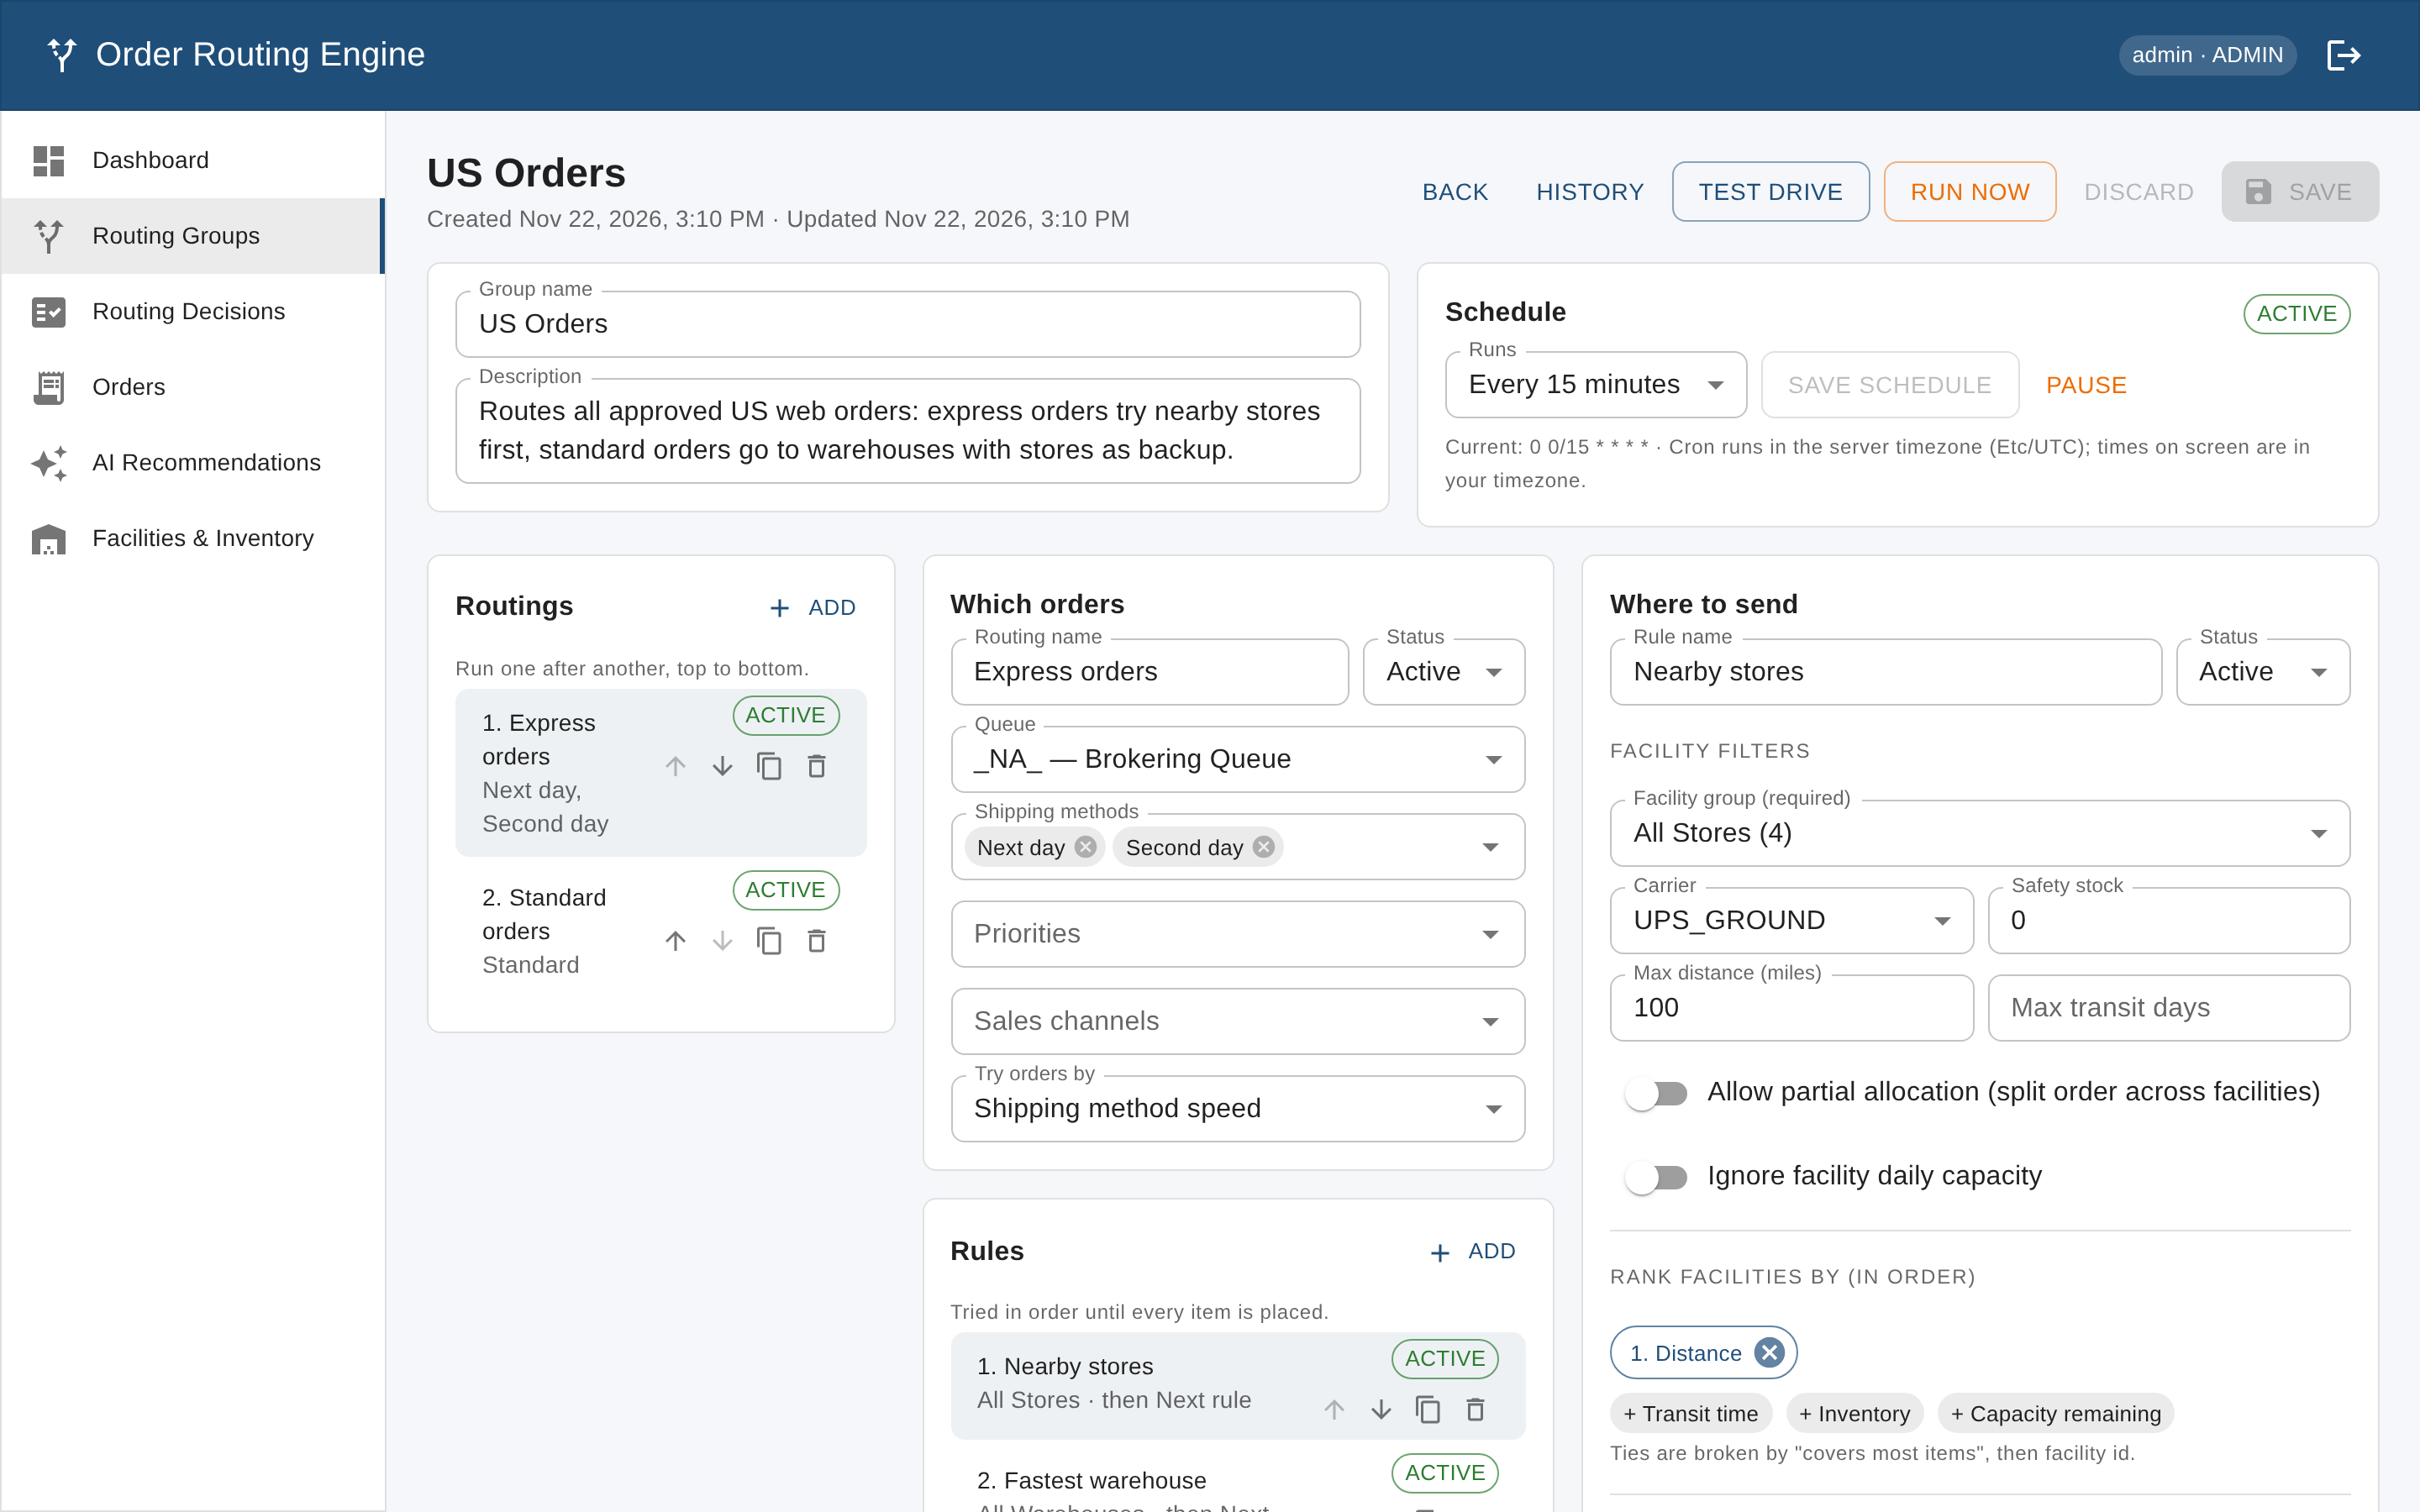 Order Routing Engine
admin · ADMIN
Dashboard
Routing Groups
Routing Decisions
Orders
AI Recommendations
Facilities & Inventory
US Orders
Created Nov 22, 2026, 3:10 PM · Updated Nov 22, 2026, 3:10 PM
BACK
HISTORY
TEST DRIVE
RUN NOW
DISCARD
SAVE
Group name
US Orders
Description
Routes all approved US web orders: express orders try nearby stores
first, standard orders go to warehouses with stores as backup.
Schedule
ACTIVE
Runs
Every 15 minutes
SAVE SCHEDULE
PAUSE
Current: 0 0/15 * * * * · Cron runs in the server timezone (Etc/UTC); times on screen are in
your timezone.
Routings
ADD
Run one after another, top to bottom.
1. Express
orders
Next day,
Second day
ACTIVE
2. Standard
orders
Standard
ACTIVE
Which orders
Routing name
Express orders
Status
Active
Queue
_NA_ — Brokering Queue
Shipping methods
Next day
Second day
Priorities
Sales channels
Try orders by
Shipping method speed
Rules
ADD
Tried in order until every item is placed.
1. Nearby stores
All Stores · then Next rule
ACTIVE
2. Fastest warehouse
All Warehouses · then Next
ACTIVE
Where to send
Rule name
Nearby stores
Status
Active
FACILITY FILTERS
Facility group (required)
All Stores (4)
Carrier
UPS_GROUND
Safety stock
0
Max distance (miles)
100
Max transit days
Allow partial allocation (split order across facilities)
Ignore facility daily capacity
RANK FACILITIES BY (IN ORDER)
1. Distance
+ Transit time
+ Inventory
+ Capacity remaining
Ties are broken by "covers most items", then facility id.